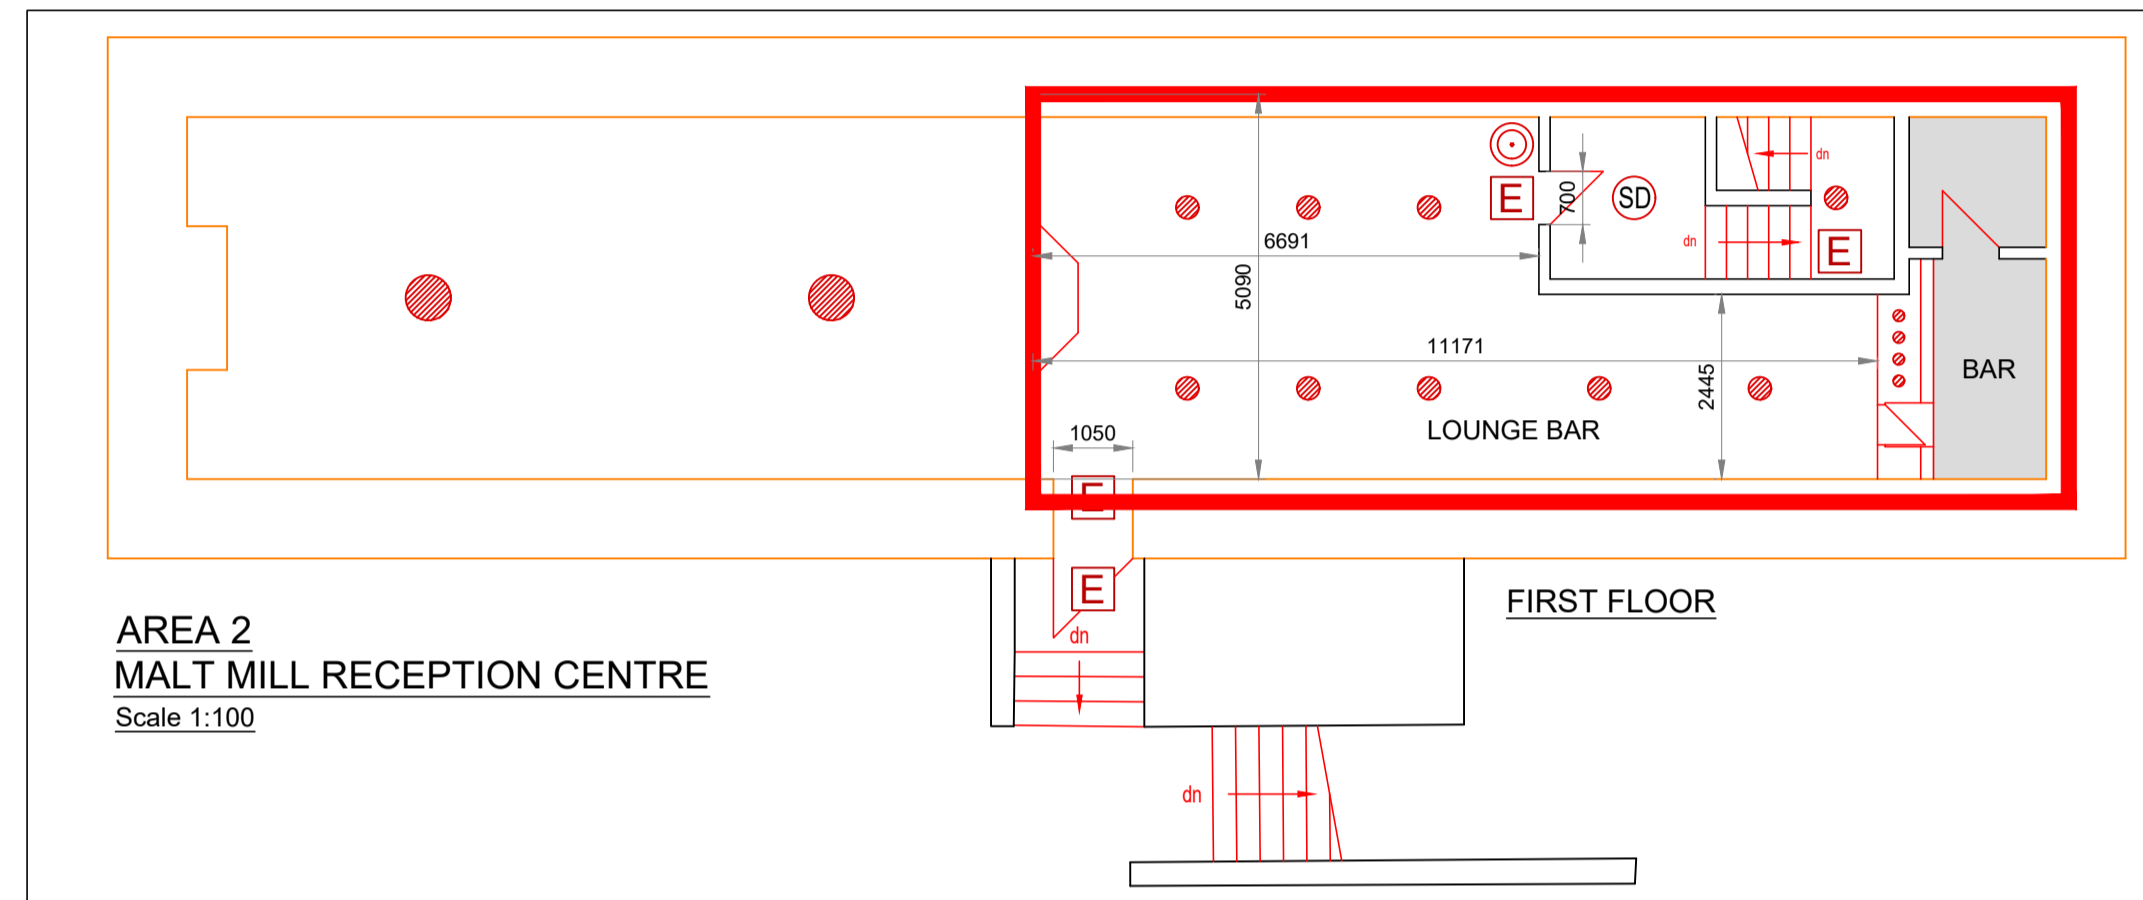 dn
E
700
SD
6691
dn
E
5090
11171
2445
BAR
1050
LOUNGE BAR
E
E
FIRST FLOOR
AREA 2
dn
MALT MILL RECEPTION CENTRE
Scale 1:100
dn